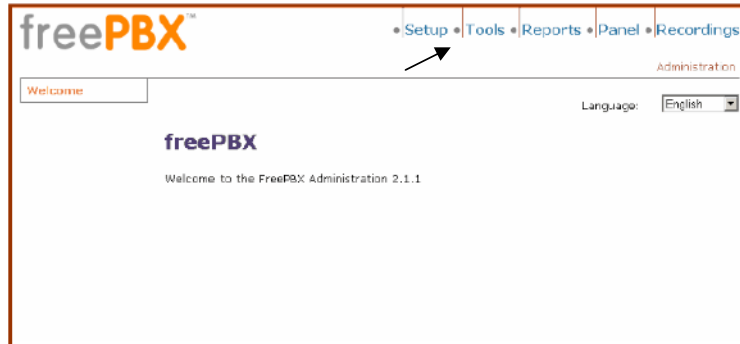 freePBX™
• Setup • Tools • Reports • Panel • Recordings
Administration
Welcome
Language: English
freePBX
Welcome to the FreePBX Administration 2.1.1